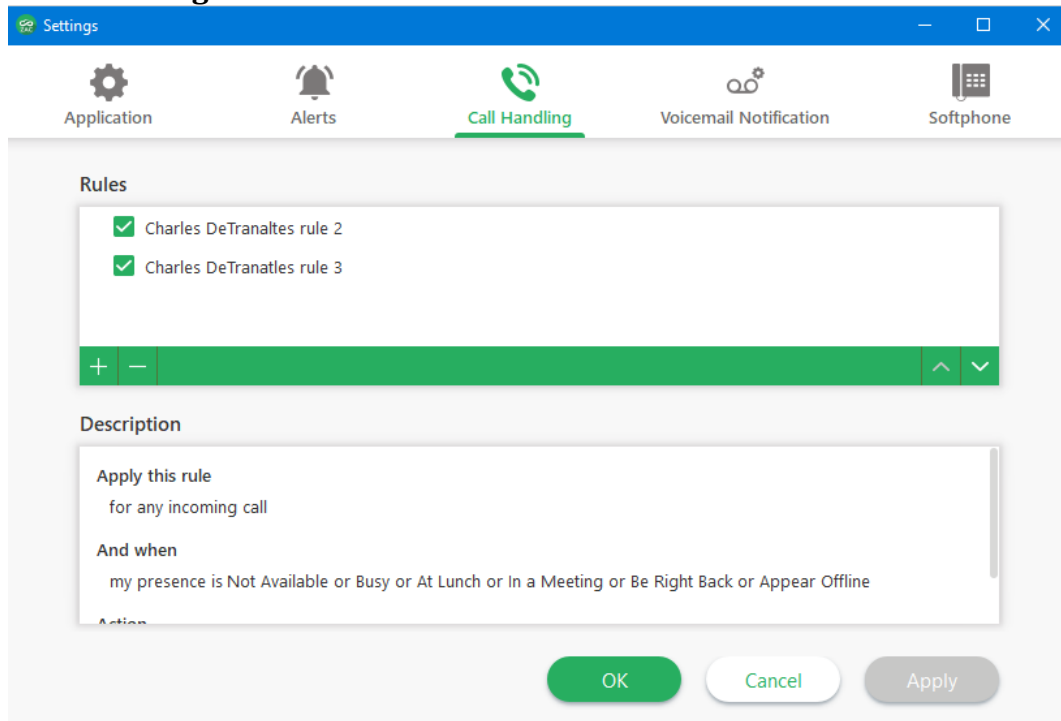 ZAC Settings
Application
Alerts
Call Handling
Voicemail Notification
Softphone
Rules
Charles DeTranaltes rule 2
Charles DeTranatles rule 3
Description
Apply this rule
for any incoming call
And when
my presence is Not Available or Busy or At Lunch or In a Meeting or Be Right Back or Appear Offline
Action
OK
Cancel
Apply